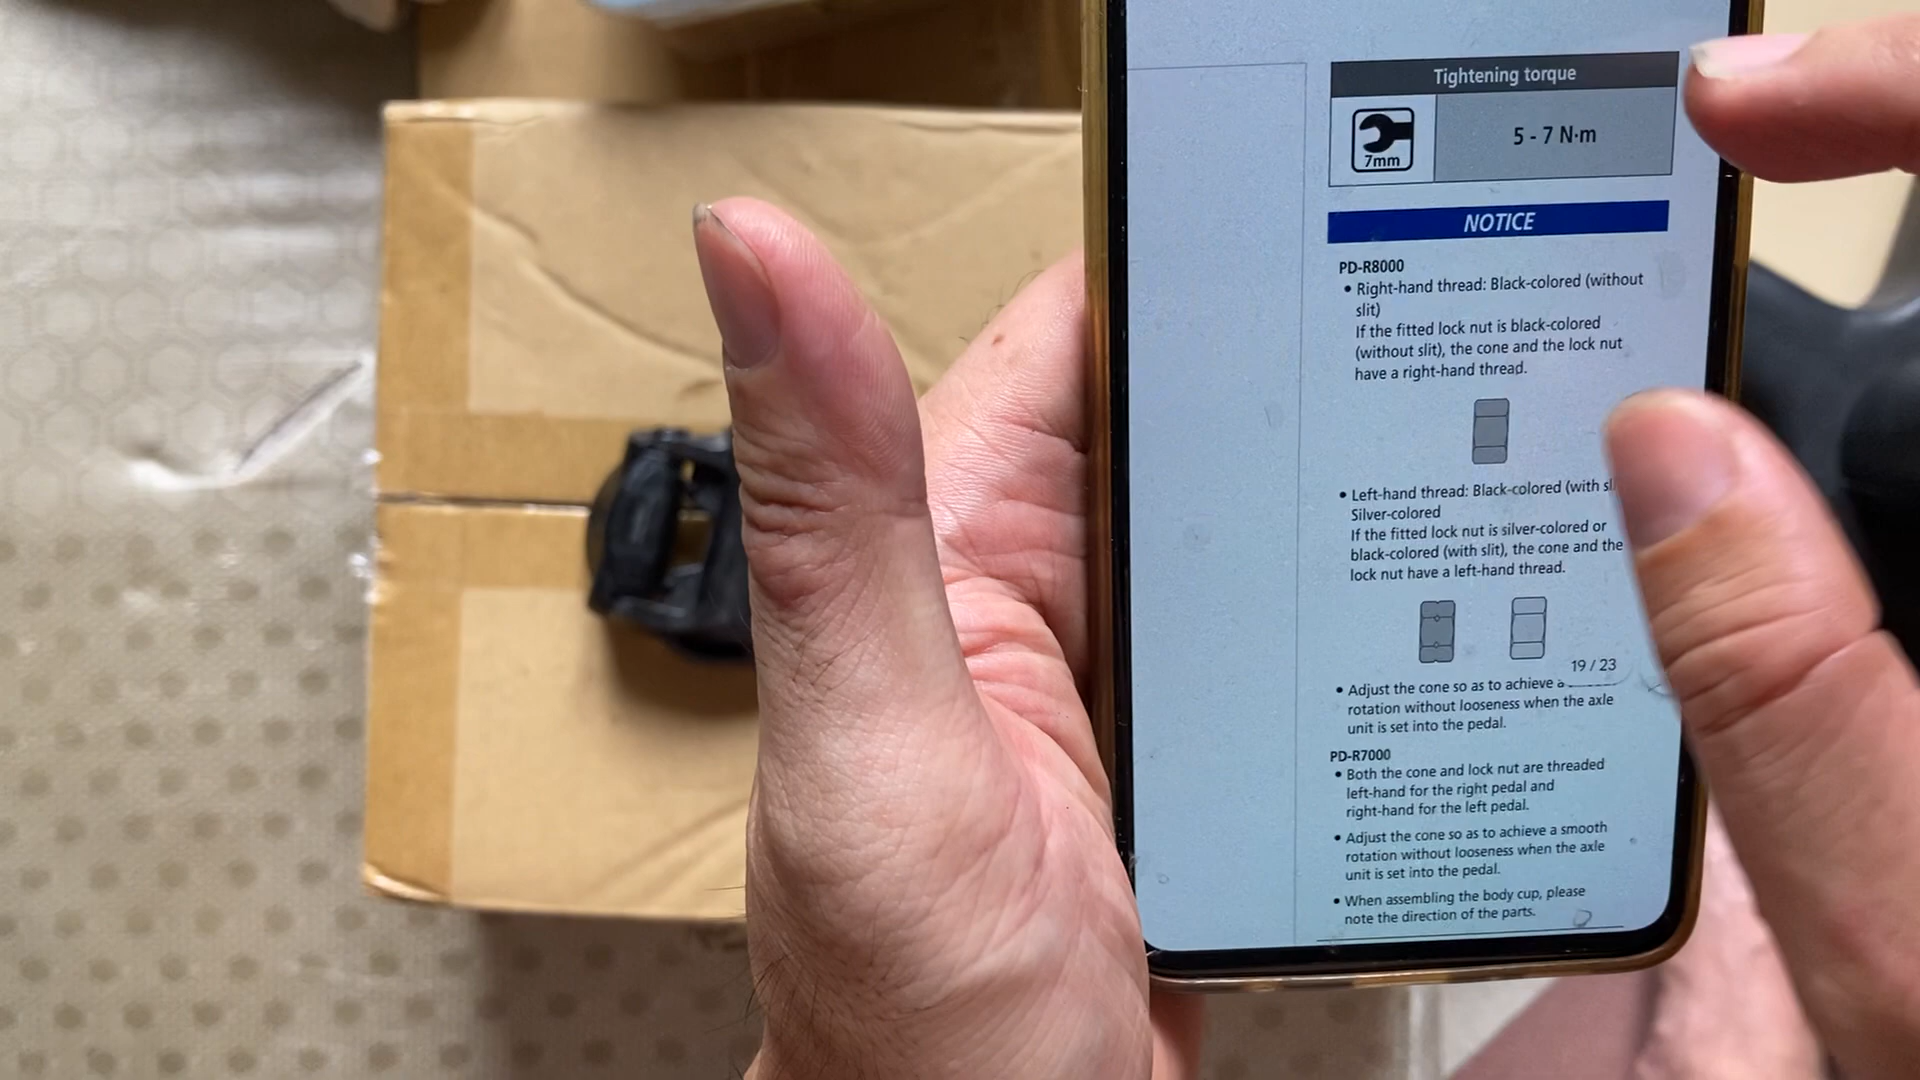 Tightening torque
7mm
5 - 7 N·m
NOTICE
PD-R8000
• Right-hand thread: Black-colored (without
slit)
If the fitted lock nut is black-colored
(without slit), the cone and the lock nut
have a right-hand thread.
• Left-hand thread: Black-colored (with
Silver-colored
If the fitted lock nut is silver-colored or
black-colored (with slit), the cone and the
lock nut have a left-hand thread.
19 / 23
• Adjust the cone so as to achieve a
rotation without looseness when the axle
unit is set into the pedal.
PD-R7000
• Both the cone and lock nut are threaded
left-hand for the right pedal and
right-hand for the left pedal.
• Adjust the cone so as to achieve a smooth
rotation without looseness when the axle
unit is set into the pedal.
• When assembling the body cup, please
note the direction of the parts.